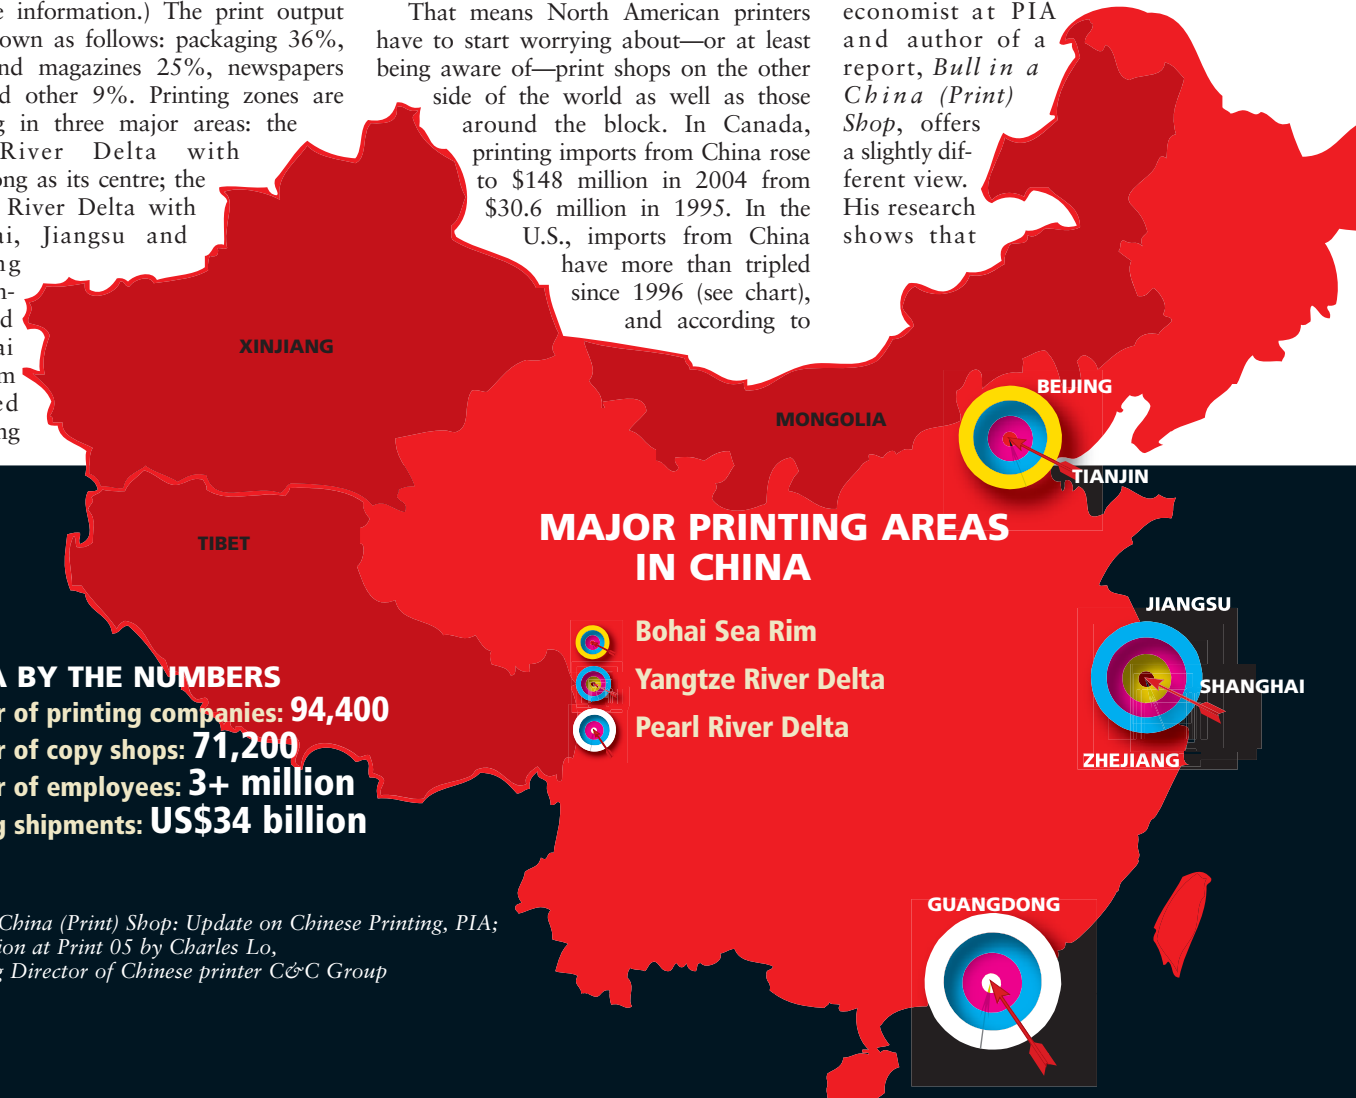 e information.) The print output
own as follows: packaging 36%,
nd magazines 25%, newspapers
d other 9%. Printing zones are
g in three major areas: the
River Delta with
ong as its centre; the
River Delta with
ai, Jiangsu and
ng
n-
d
ai
m
ed
ng
That means North American printers
have to start worrying about—or at least
being aware of—print shops on the other
side of the world as well as those
around the block. In Canada,
printing imports from China rose
to $148 million in 2004 from
$30.6 million in 1995. In the
U.S., imports from China
have more than tripled
since 1996 (see chart),
and according to
economist at PIA
and author of a
report, Bull in a
China (Print)
Shop, offers
a slightly dif-
ferent view.
His research
shows that
XINJIANG
MONGOLIA
BEIJING
TIANJIN
TIBET
MAJOR PRINTING AREAS
IN CHINA
Bohai Sea Rim
Yangtze River Delta
Pearl River Delta
JIANGSU
SHANGHAI
ZHEJIANG
GUANGDONG
A BY THE NUMBERS
r of printing companies: 94,400
r of copy shops: 71,200
r of employees: 3+ million
g shipments: US$34 billion
China (Print) Shop: Update on Chinese Printing, PIA;
ion at Print 05 by Charles Lo,
g Director of Chinese printer C&C Group